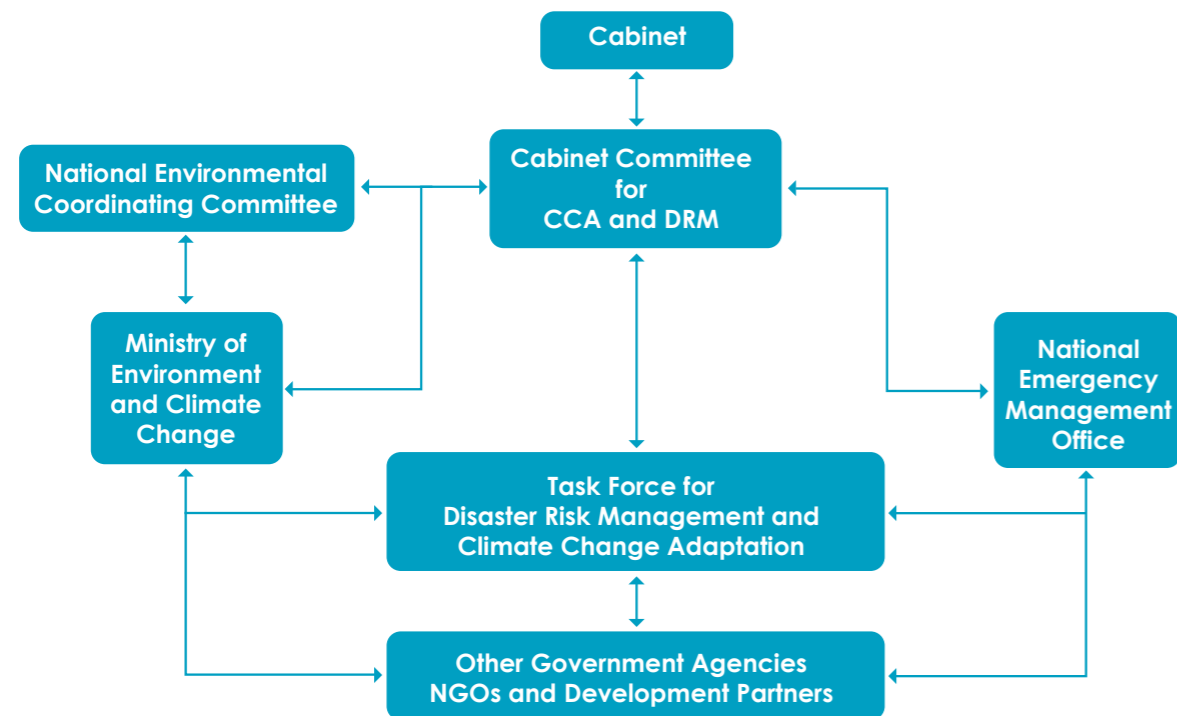 Cabinet
Cabinet Committee
for
CCA and DRM
National Environmental
Coordinating Committee
Ministry of
Environment
and Climate
Change
National
Emergency
Management
Office
Task Force for
Disaster Risk Management and
Climate Change Adaptation
Other Government Agencies
NGOs and Development Partners